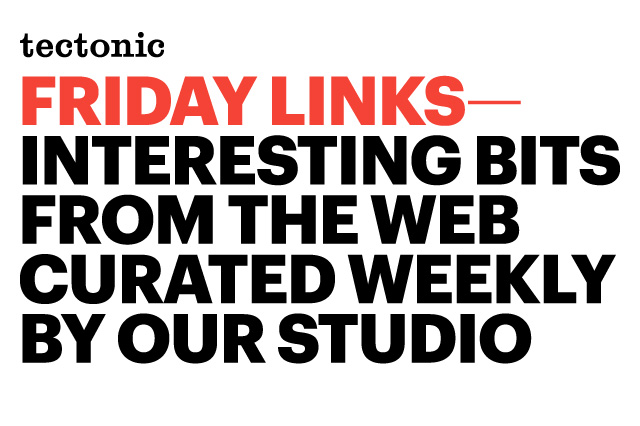 tectonic
FRIDAY LINKS—
INTERESTING BITS
FROM THE WEB
CURATED WEEKLY
BY OUR STUDIO